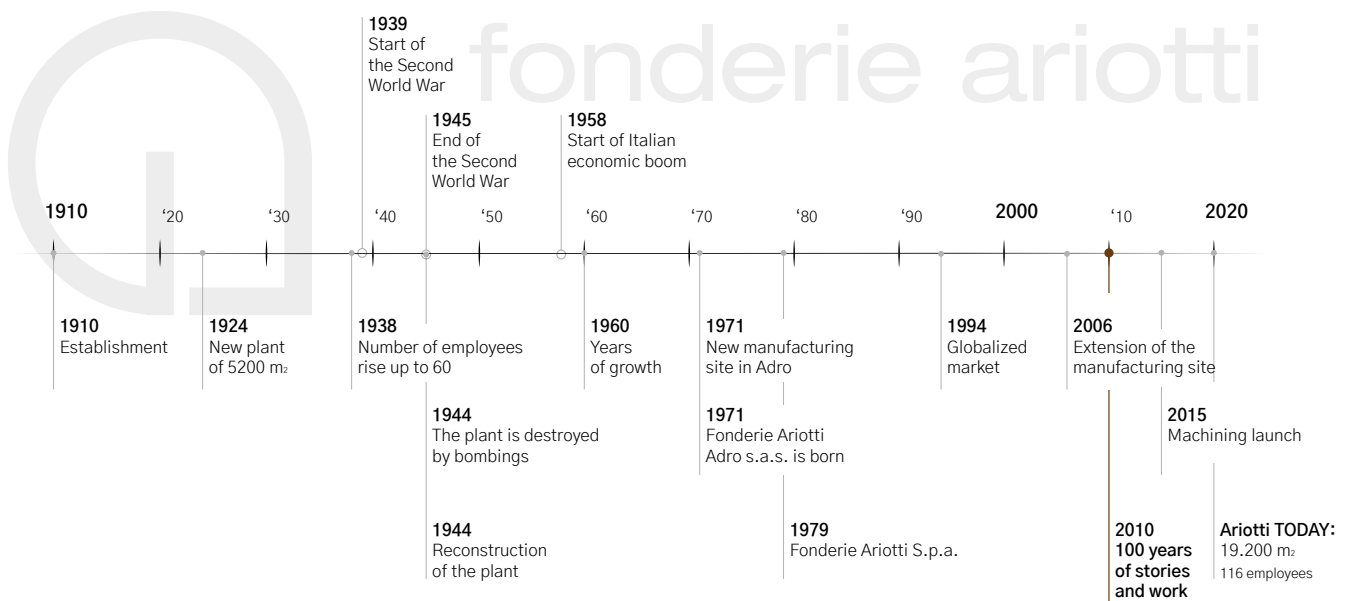 fonderie ariotti
1939
Start of
the Second
World War
1945
End of
the Second
World War
1958
Start of Italian
economic boom
1910
‘20
‘30
‘40
‘50
‘60
‘70
‘80
‘90
2000
‘10
2020
1910
Establishment
1924
New plant
of 5200 m2
1938
Number of employees
rise up to 60
1960
Years
of growth
1971
New manufacturing
site in Adro
1994
Globalized
market
2006
Extension of the
manufacturing site
1944
The plant is destroyed
by bombings
1971
Fonderie Ariotti
Adro s.a.s. is born
2015
Machining launch
1944
Reconstruction
of the plant
1979
Fonderie Ariotti S.p.a.
2010
100 years
of stories
and work
Ariotti TODAY:
19.200 m2
116 employees